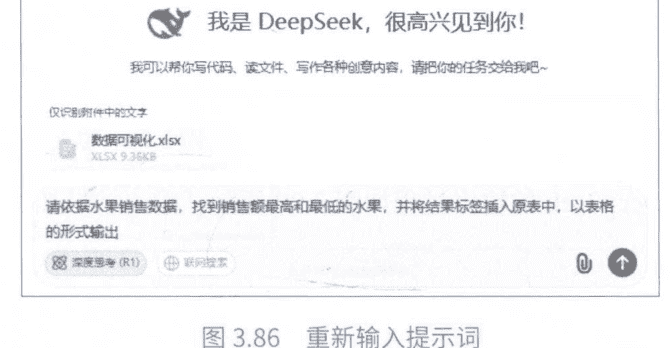 我是 DeepSeek，很高兴见到你！
我可以帮你写代码、读文件、写作各种创意内容，请把你的任务交给我吧~
仅识别附件中的文字
数据可视化.xlsx
XLSX 9.36KB
请依据水果销售数据，找到销售额最高和最低的水果，并将结果标签插入原表中，以表格
的形式输出
深度思考 (R1)
联网搜索
图 3.86 重新输入提示词